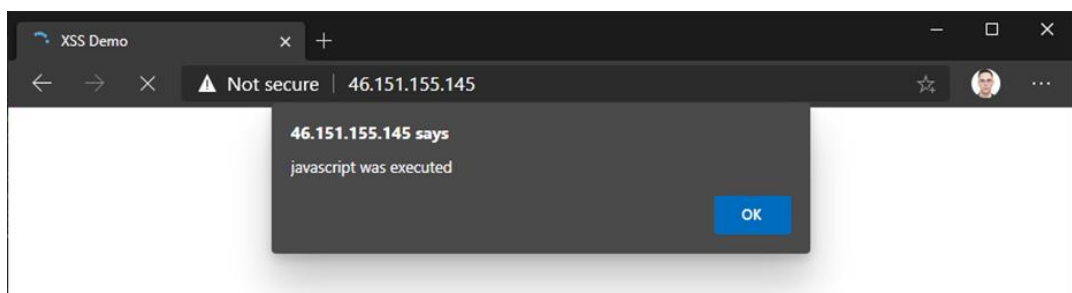 XSS Demo
Not secure | 46.151.155.145
46.151.155.145 says
javascript was executed
OK